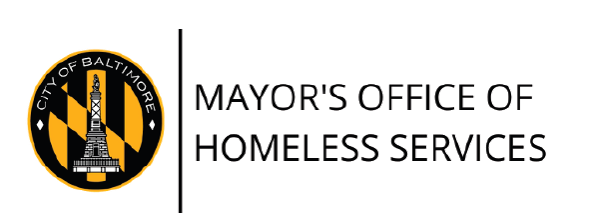 CITY OF BALTIMORE
MAYOR'S OFFICE OF
HOMELESS SERVICES